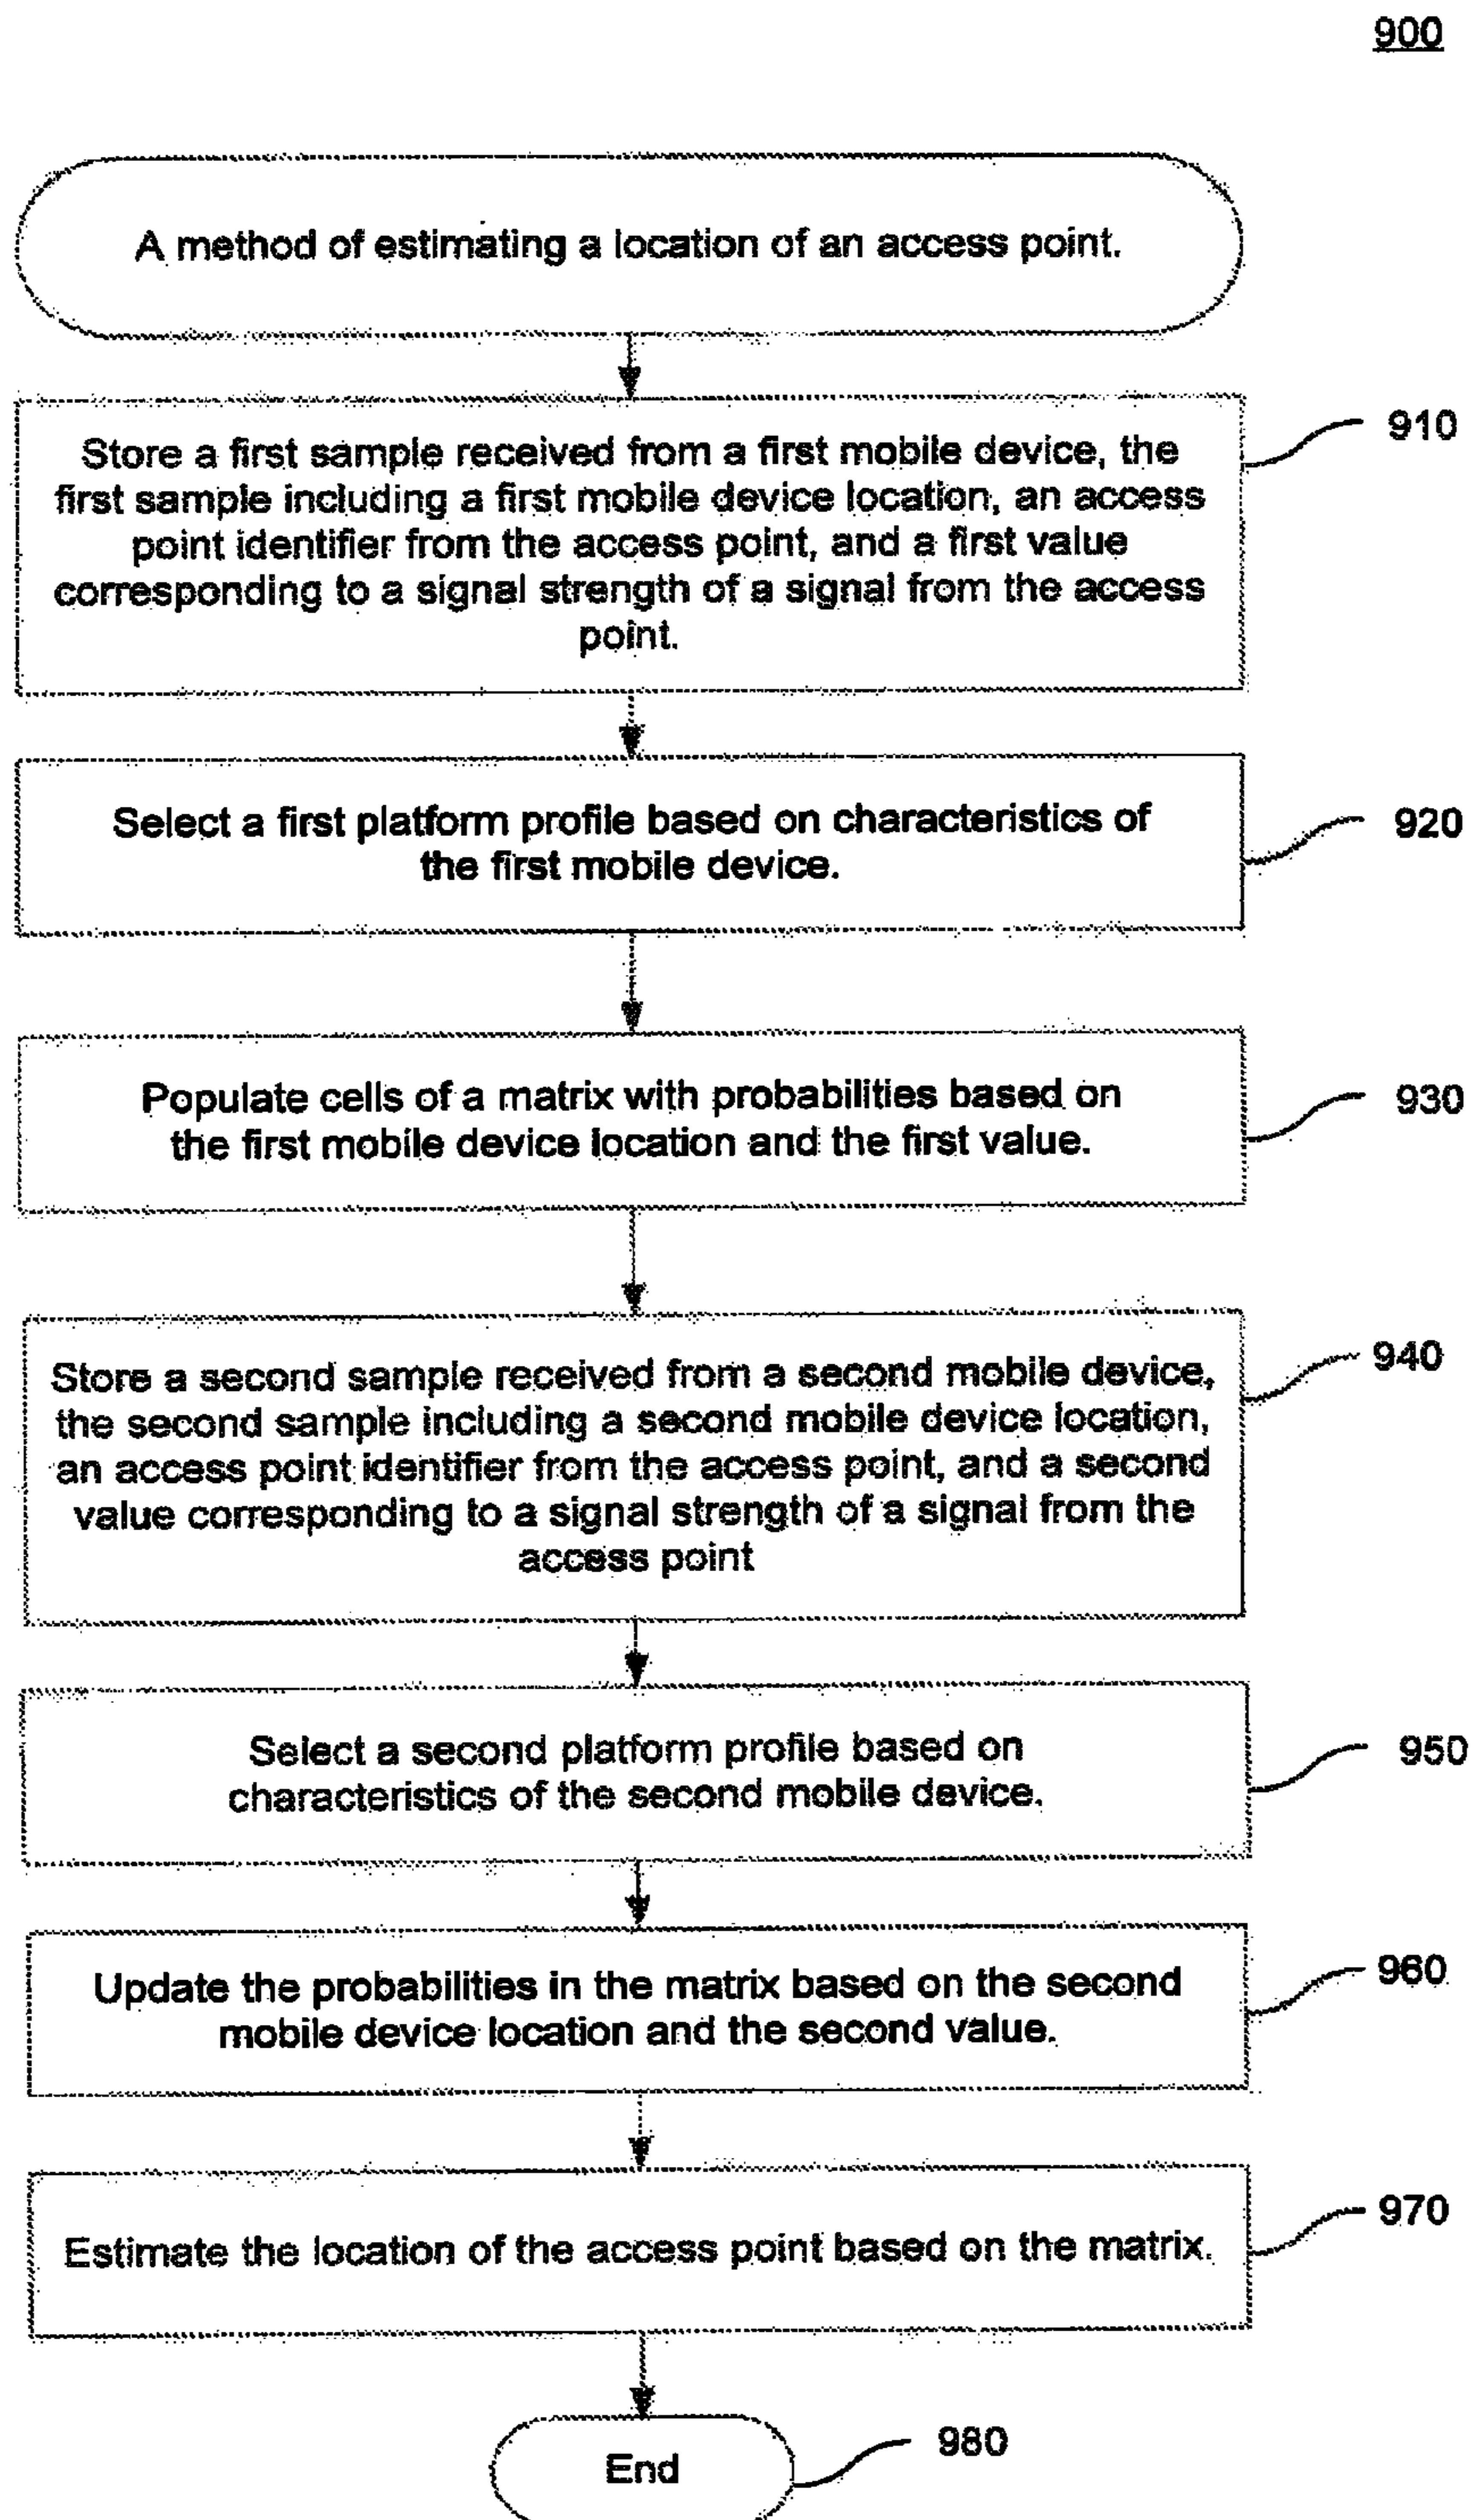 900
A method of estimating a location of an access point.
Store a first sample received from a first mobile device, the
first sample including a first mobile device location, an access
point identifier from the access point, and a first value
corresponding to a signal strength of a signal from the access
point.
910
Select a first platform profile based on characteristics of
the first mobile device.
920
Populate cells of a matrix with probabilities based on
the first mobile device location and the first value.
930
Store a second sample received from a second mobile device,
the second sample including a second mobile device location,
an access point identifier from the access point, and a second
value corresponding to a signal strength of a signal from the
access point
940
Select a second platform profile based on
characteristics of the second mobile device.
950
Update the probabilities in the matrix based on the second
mobile device location and the second value.
960
Estimate the location of the access point based on the matrix.
970
End
980